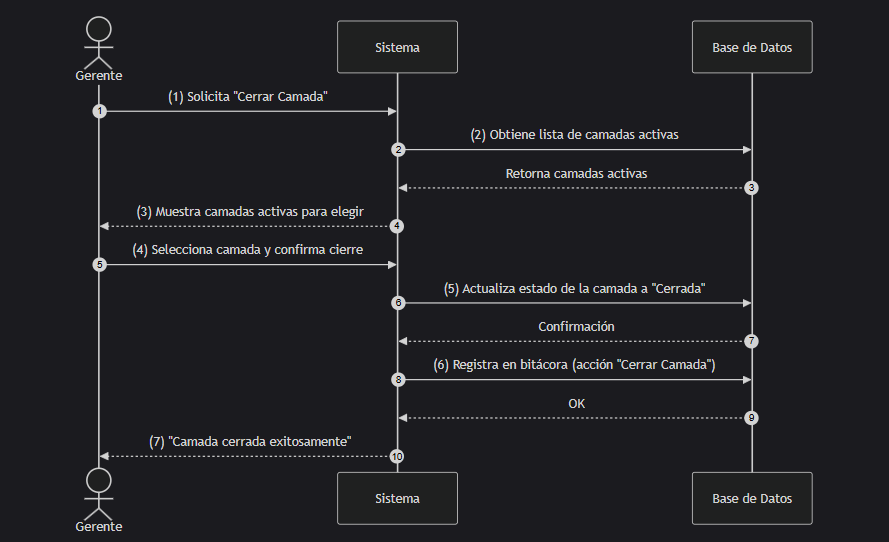 Gerente
Sistema
Base de Datos
1
(1) Solicita "Cerrar Camada"
2
(2) Obtiene lista de camadas activas
Retorna camadas activas
3
(3) Muestra camadas activas para elegir
4
5
(4) Selecciona camada y confirma cierre
6
(5) Actualiza estado de la camada a "Cerrada"
Confirmación
7
8
(6) Registra en bitácora (acción "Cerrar Camada")
OK
9
(7) "Camada cerrada exitosamente"
10
Gerente
Sistema
Base de Datos